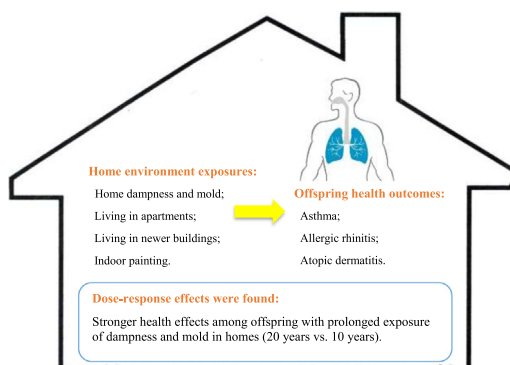 Home environment exposures:
Home dampness and mold;
Living in apartments;
Living in newer buildings;
Indoor painting.
Offspring health outcomes:
Asthma;
Allergic rhinitis;
Atopic dermatitis.
Dose-response effects were found:
Stronger health effects among offspring with prolonged exposure
of dampness and mold in homes (20 years vs. 10 years).